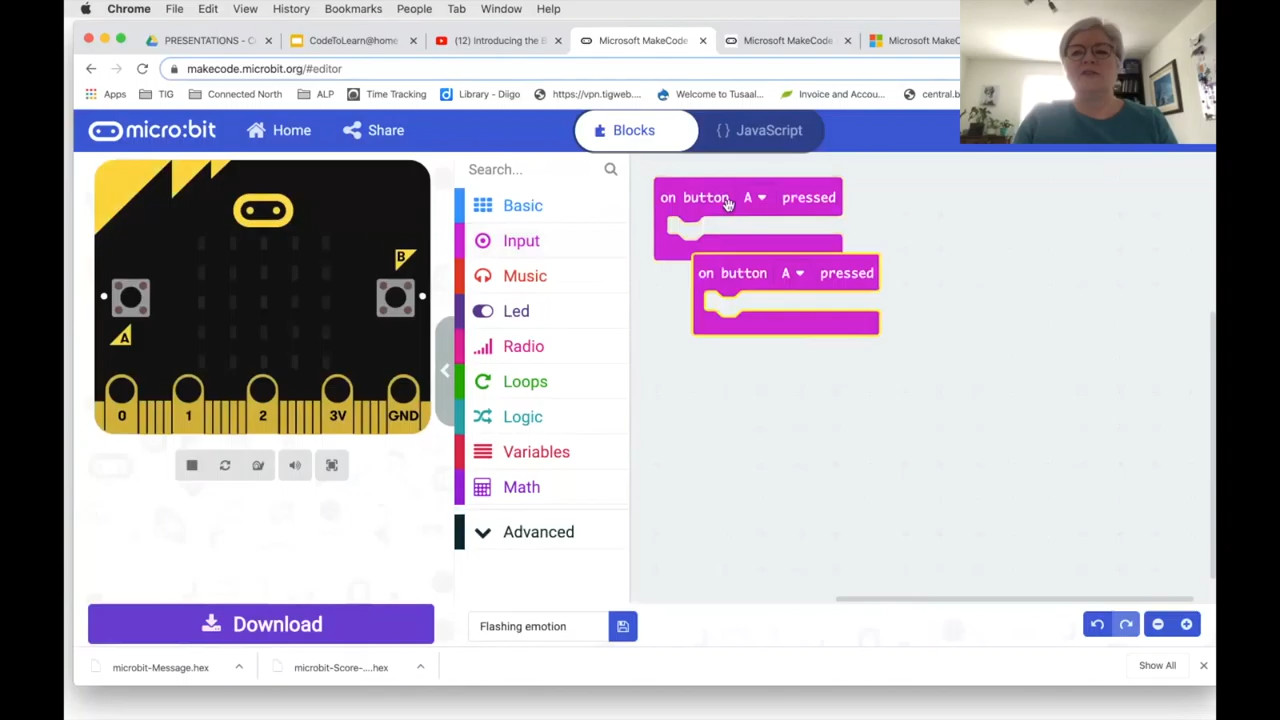 Chrome File Edit View History Bookmarks People Tab Window Help
PRESENTATIONS - C
CodeToLearn@home
(12) Introducing the
Microsoft MakeCode
Microsoft MakeCode
Microsoft MakeC
makecode.microbit.org/#editor
Apps TIG Connected North ALP Time Tracking Library - Diigo https://vpn.tigweb.... Welcome to Tusaal... Invoice and Accou... central.b
micro:bit Home Share Blocks {} JavaScript
Search...
Basic
Input
Music
Led
Radio
Loops
Logic
Variables
Math
Advanced
B
A
0 1 2 3V GND
on button A pressed
on button A pressed
Download
Flashing emotion
microbit-Message.hex
microbit-Score-....hex
Show All